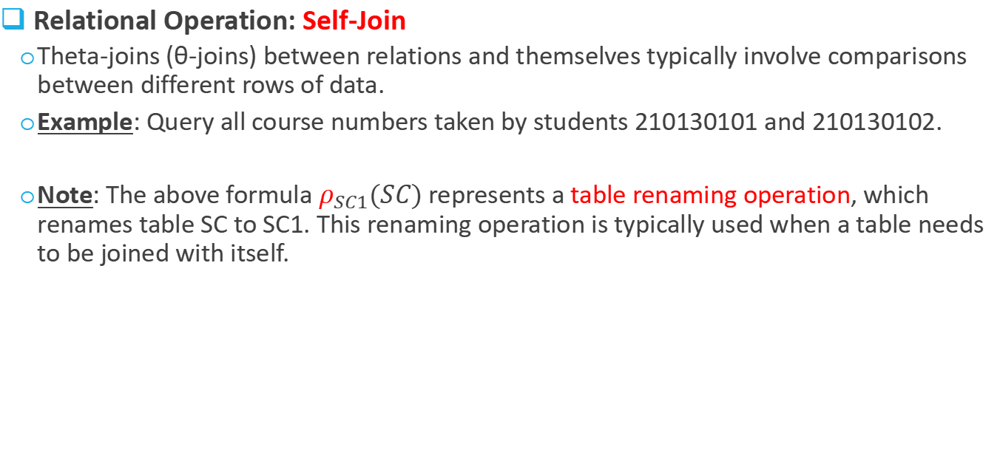 Relational Operation: Self-Join
Theta-joins (θ-joins) between relations and themselves typically involve comparisons
between different rows of data.
Example: Query all course numbers taken by students 210130101 and 210130102.
Note: The above formula ρSC1(SC) represents a table renaming operation, which
renames table SC to SC1. This renaming operation is typically used when a table needs
to be joined with itself.